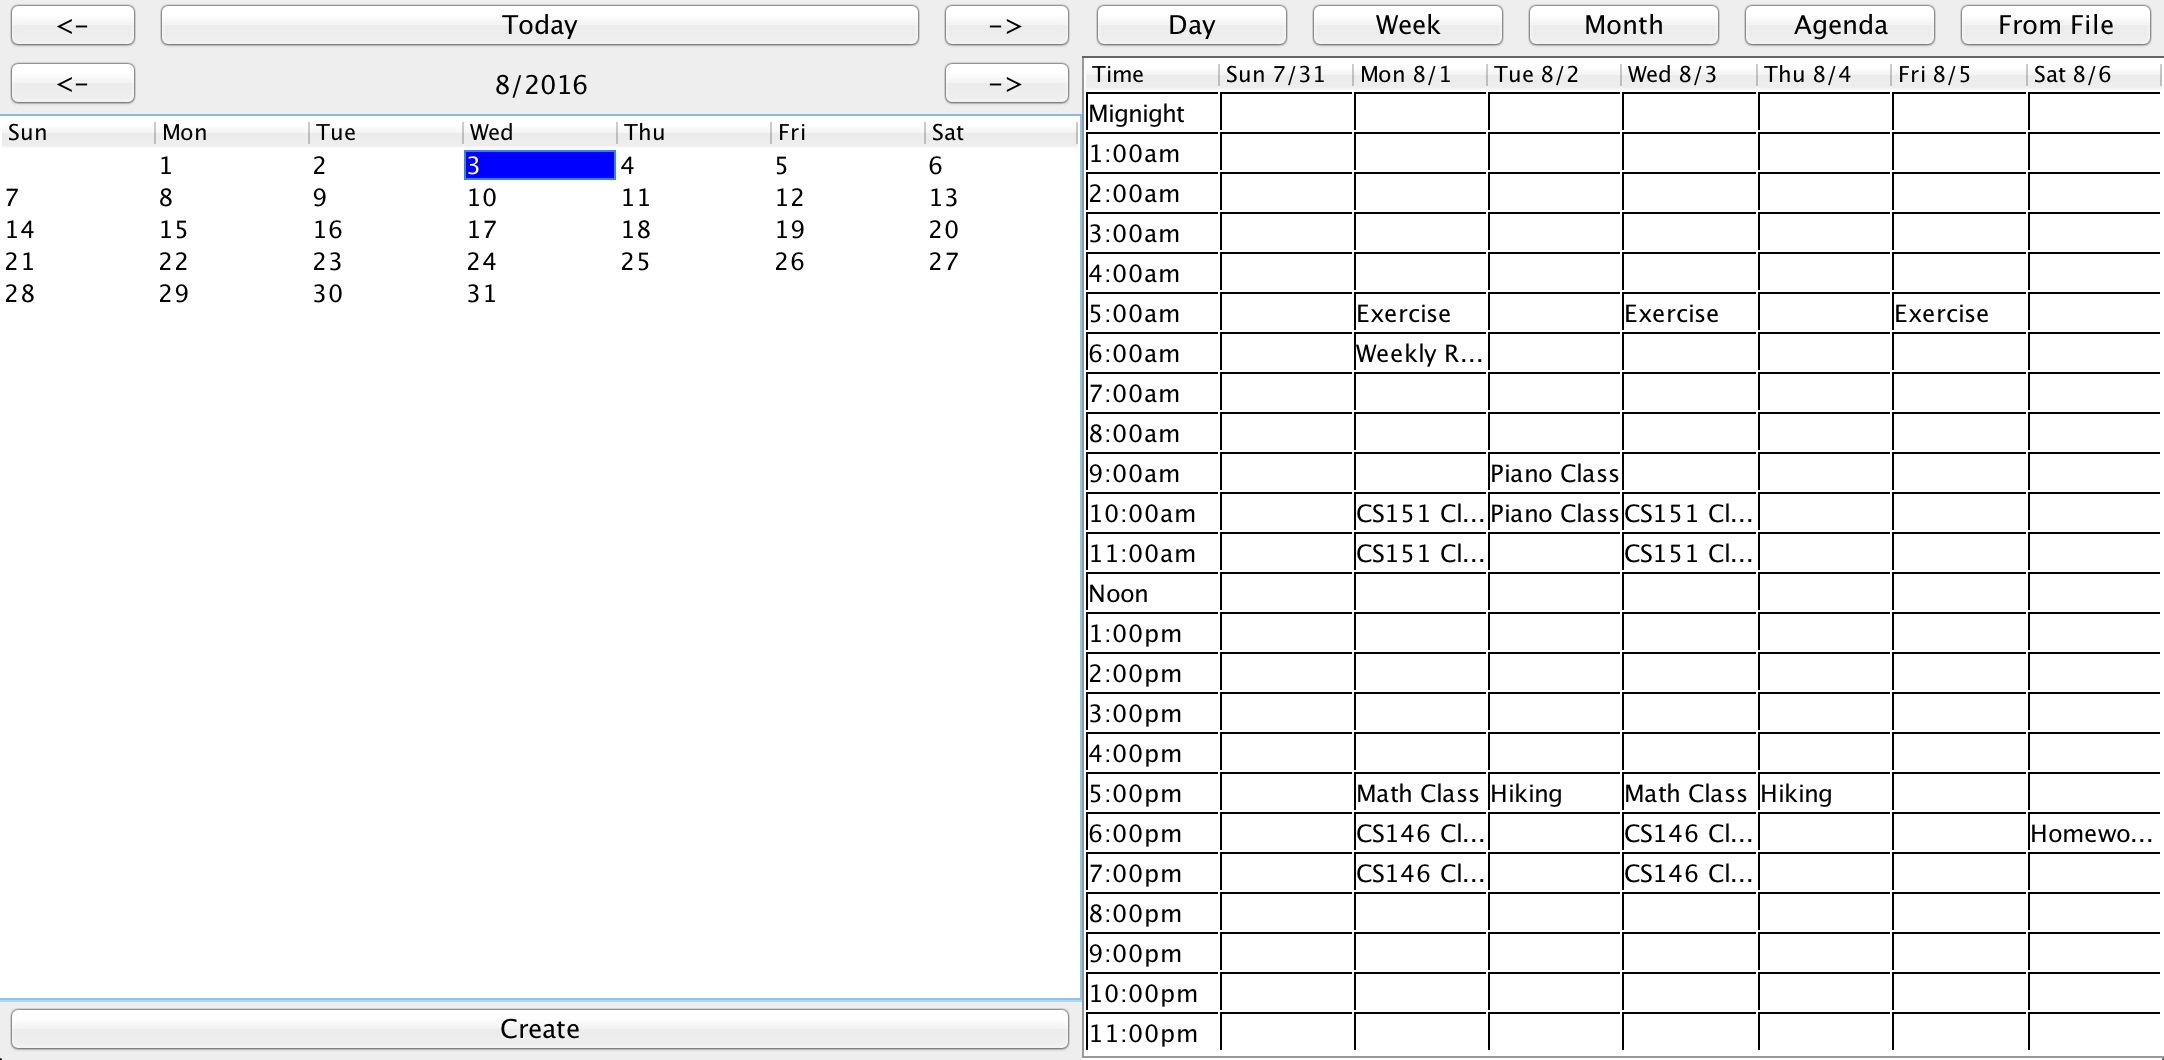 <- Today ->
<- 8/2016 ->
Sun Mon Tue Wed Thu Fri Sat
1 2 3 4 5 6
7 8 9 10 11 12 13
14 15 16 17 18 19 20
21 22 23 24 25 26 27
28 29 30 31
Create
Day Week Month Agenda From File
Time Sun 7/31 Mon 8/1 Tue 8/2 Wed 8/3 Thu 8/4 Fri 8/5 Sat 8/6
Mignight
1:00am
2:00am
3:00am
4:00am
5:00am Exercise Exercise Exercise
6:00am Weekly R...
7:00am
8:00am
9:00am Piano Class
10:00am CS151 Cl... Piano Class CS151 Cl...
11:00am CS151 Cl... CS151 Cl...
Noon
1:00pm
2:00pm
3:00pm
4:00pm
5:00pm Math Class Hiking Math Class Hiking
6:00pm CS146 Cl... CS146 Cl... Homewo...
7:00pm CS146 Cl... CS146 Cl...
8:00pm
9:00pm
10:00pm
11:00pm